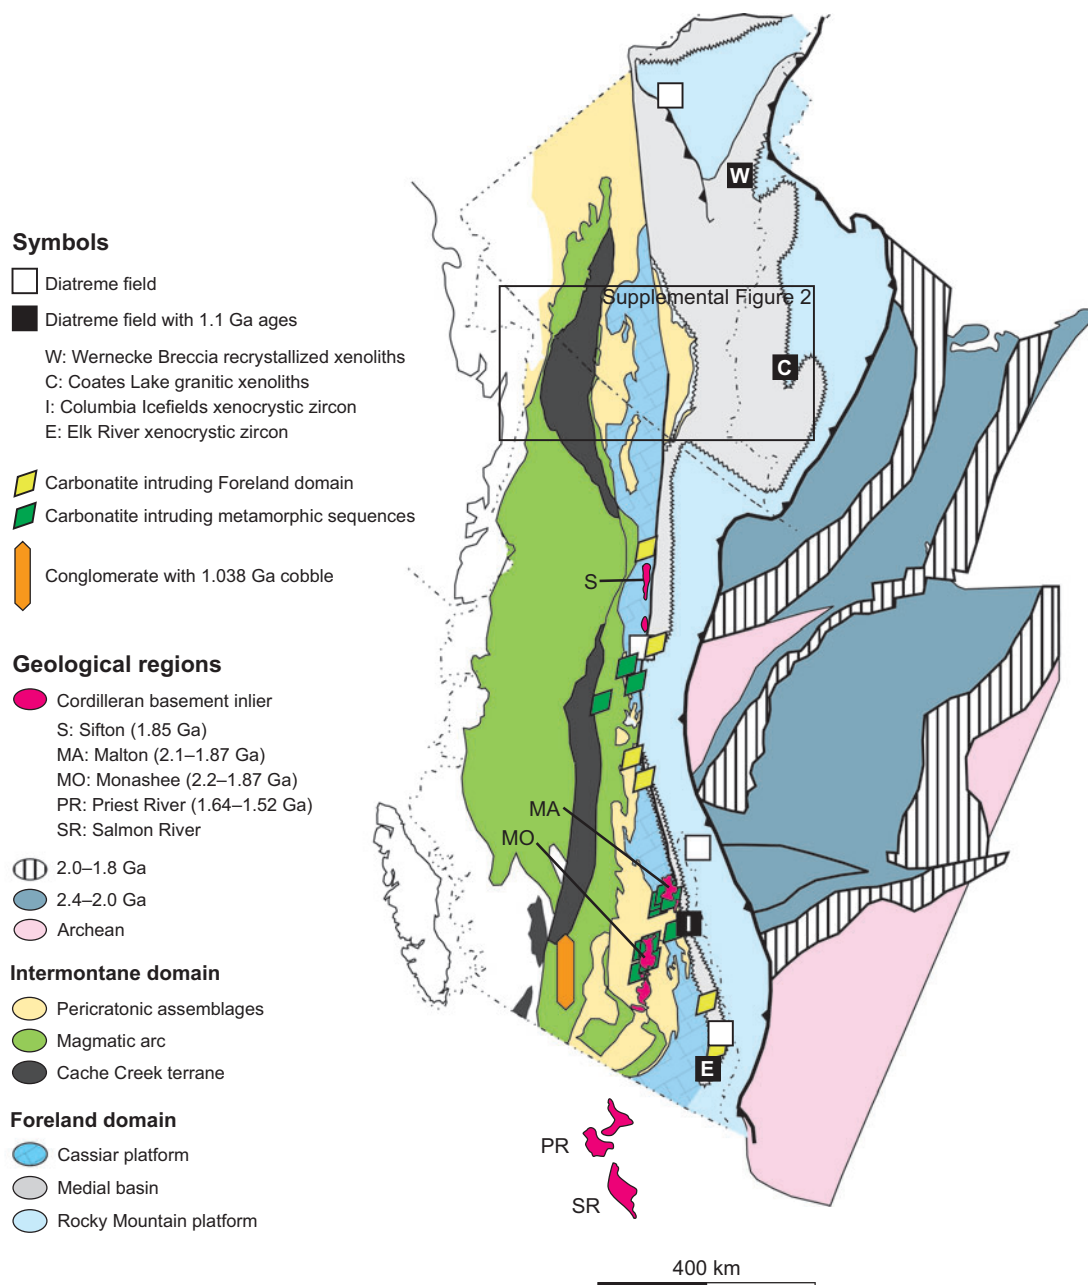 Symbols
Diatreme field
Diatreme field with 1.1 Ga ages
W: Wernecke Breccia recrystallized xenoliths
C: Coates Lake granitic xenoliths
I: Columbia Icefields xenocrystic zircon
E: Elk River xenocrystic zircon
Carbonatite intruding Foreland domain
Carbonatite intruding metamorphic sequences
Conglomerate with 1.038 Ga cobble
Geological regions
Cordilleran basement inlier
S: Sifton (1.85 Ga)
MA: Malton (2.1–1.87 Ga)
MO: Monashee (2.2–1.87 Ga)
PR: Priest River (1.64–1.52 Ga)
SR: Salmon River
2.0–1.8 Ga
2.4–2.0 Ga
Archean
Intermontane domain
Pericratonic assemblages
Magmatic arc
Cache Creek terrane
Foreland domain
Cassiar platform
Medial basin
Rocky Mountain platform
W
Supplemental Figure 2
C
S
MA
MO
I
E
PR
SR
400 km